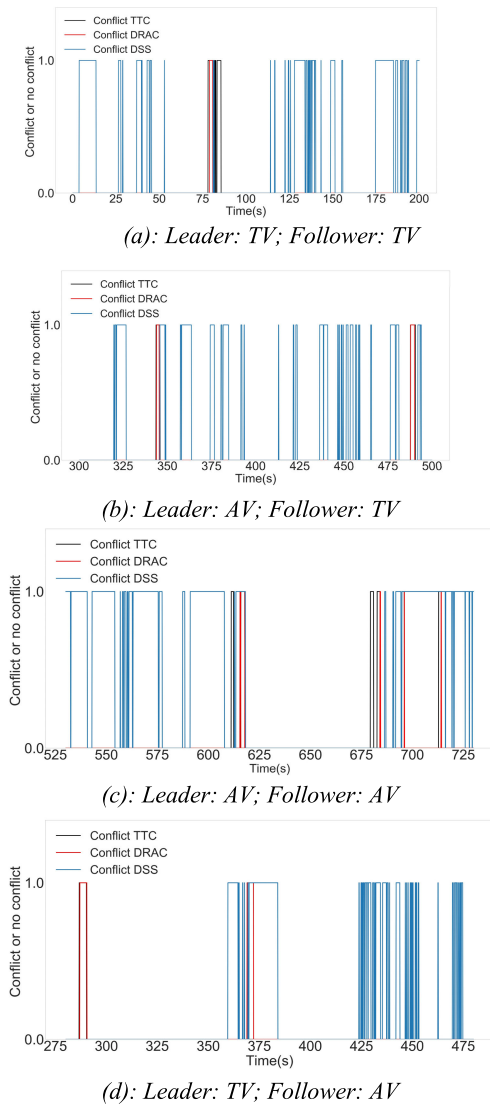 Conflict TTC
Conflict DRAC
Conflict DSS
Conflict or no conflict
1.0
0.0
0 25 50 75 100 125 150 175 200
Time(s)
(a): Leader: TV; Follower: TV
Conflict TTC
Conflict DRAC
Conflict DSS
Conflict or no conflict
1.0
0.0
300 325 350 375 400 425 450 475 500
Time(s)
(b): Leader: AV; Follower: TV
Conflict TTC
Conflict DRAC
Conflict DSS
Conflict or no conflict
1.0
0.0
525 550 575 600 625 650 675 700 725
Time(s)
(c): Leader: AV; Follower: AV
Conflict TTC
Conflict DRAC
Conflict DSS
Conflict or no conflict
1.0
0.0
275 300 325 350 375 400 425 450 475
Time(s)
(d): Leader: TV; Follower: AV